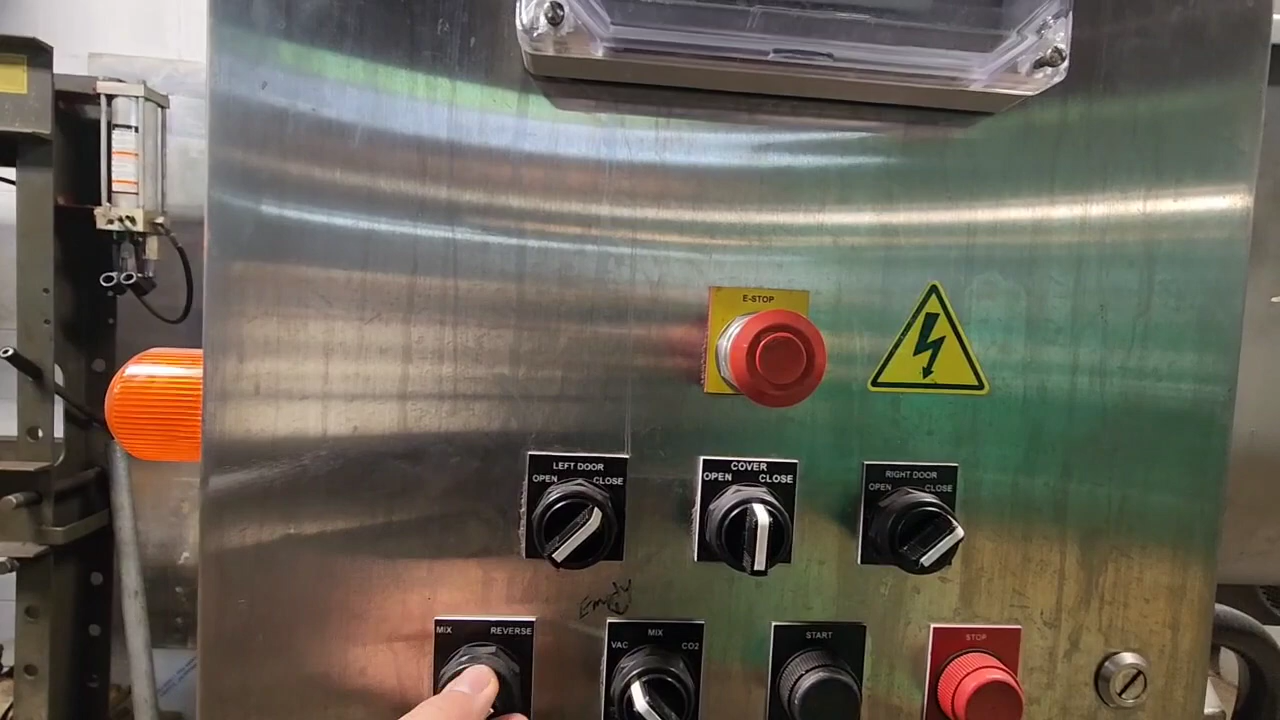 E-STOP
LEFT DOOR
OPEN CLOSE
COVER
OPEN CLOSE
RIGHT DOOR
OPEN CLOSE
Emdy
MIX REVERSE
MIX
VAC CO2
START
STOP